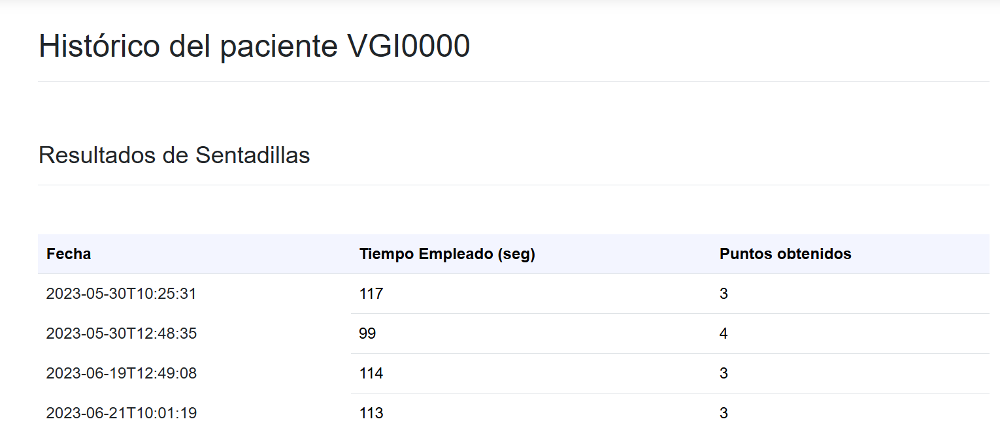 Histórico del paciente VGI0000
Resultados de Sentadillas
Fecha Tiempo Empleado (seg) Puntos obtenidos
2023-05-30T10:25:31 117 3
2023-05-30T12:48:35 99 4
2023-06-19T12:49:08 114 3
2023-06-21T10:01:19 113 3